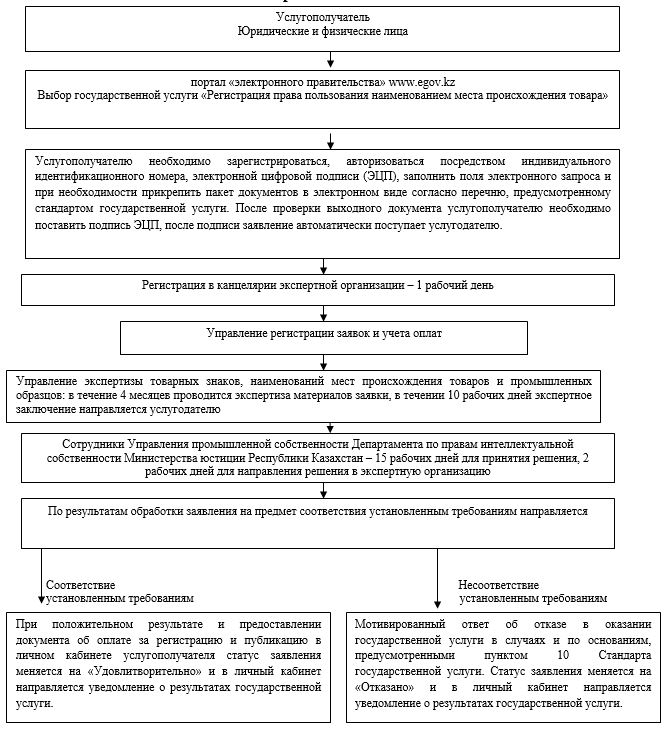 Услугополучатель
Юридические и физические лица
портал «электронного правительства» www.egov.kz
Выбор государственной услуги «Регистрация права пользования наименованием места происхождения товара»
Услугополучателю необходимо зарегистрироваться, авторизоваться посредством индивидуального
идентификационного номера, электронной цифровой подписи (ЭЦП), заполнить поля электронного запроса и
при необходимости прикрепить пакет документов в электронном виде согласно перечню, предусмотренному
стандартом государственной услуги. После проверки выходного документа услугополучателю необходимо
поставить подпись ЭЦП, после подписи заявление автоматически поступает услугодателю.
Регистрация в канцелярии экспертной организации – 1 рабочий день
Управление регистрации заявок и учета оплат
Управление экспертизы товарных знаков, наименований мест происхождения товаров и промышленных
образцов: в течение 4 месяцев проводится экспертиза материалов заявки, в течении 10 рабочих дней экспертное
заключение направляется услугодателю
Сотрудники Управления промышленной собственности Департамента по правам интеллектуальной
собственности Министерства юстиции Республики Казахстан – 15 рабочих дней для принятия решения, 2
рабочих дней для направления решения в экспертную организацию
По результатам обработки заявления на предмет соответствия установленным требованиям направляется
Соответствие
установленным требованиям
Несоответствие
установленным требованиям
При положительном результате и предоставлении
документа об оплате за регистрацию и публикацию в
личном кабинете услугополучателя статус заявления
меняется на «Удовлитворительно» и в личный кабинет
направляется уведомление о результатах государственной
услуги.
Мотивированный ответ об отказе в оказании
государственной услуги в случаях и по основаниям,
предусмотренными пунктом 10 Стандарта
государственной услуги. Статус заявления меняется на
«Отказано» и в личный кабинет направляется
уведомление о результатах государственной услуги.